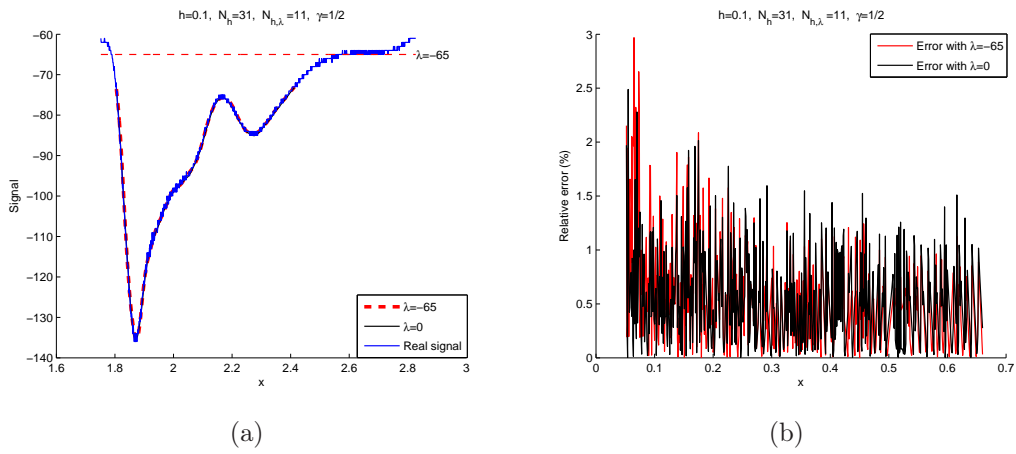 h=0.1, N_h=31, N_{h,λ}=11, γ=1/2
Signal
−60
−70
−80
−90
−100
−110
−120
−130
−140
1.6
1.8
2
2.2
2.4
2.6
2.8
3
x
λ=−65
λ=−65
λ=0
Real signal
(a)
h=0.1, N_h=31, N_{h,λ}=11, γ=1/2
Relative error (%)
3
2.5
2
1.5
1
0.5
0
0
0.1
0.2
0.3
0.4
0.5
0.6
0.7
x
Error with λ=−65
Error with λ=0
(b)